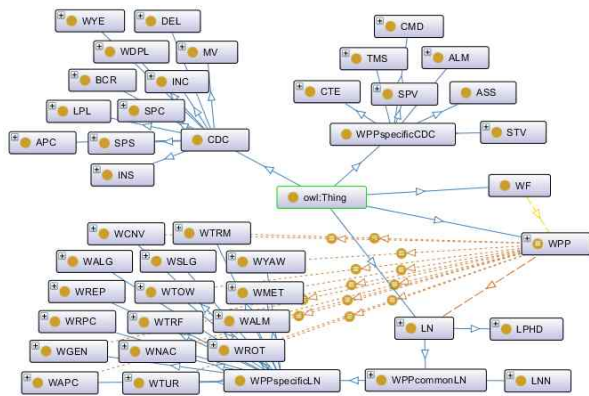 WYE
DEL
CMD
WDPL
MV
TMS
ALM
BCR
INC
CTE
SPV
ASS
LPL
SPC
APC
SPS
CDC
WPPspecificCDC
STV
INS
owl:Thing
WF
WCNV
WTRM
WPP
WALG
WSLG
WYAW
WREP
WTOW
WMET
WRPC
WTRF
WALM
LN
LPHD
WGEN
WNAC
WROT
WAPC
WTUR
WPPspecificLN
WPPcommonLN
LNN